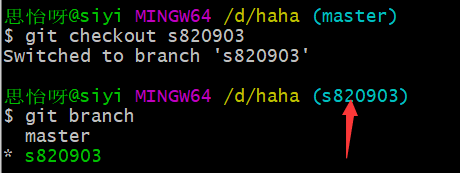 思怡呀@siyi MINGW64 /d/haha (master)
$ git checkout s820903
Switched to branch 's820903'
思怡呀@siyi MINGW64 /d/haha (s820903)
$ git branch
  master
* s820903